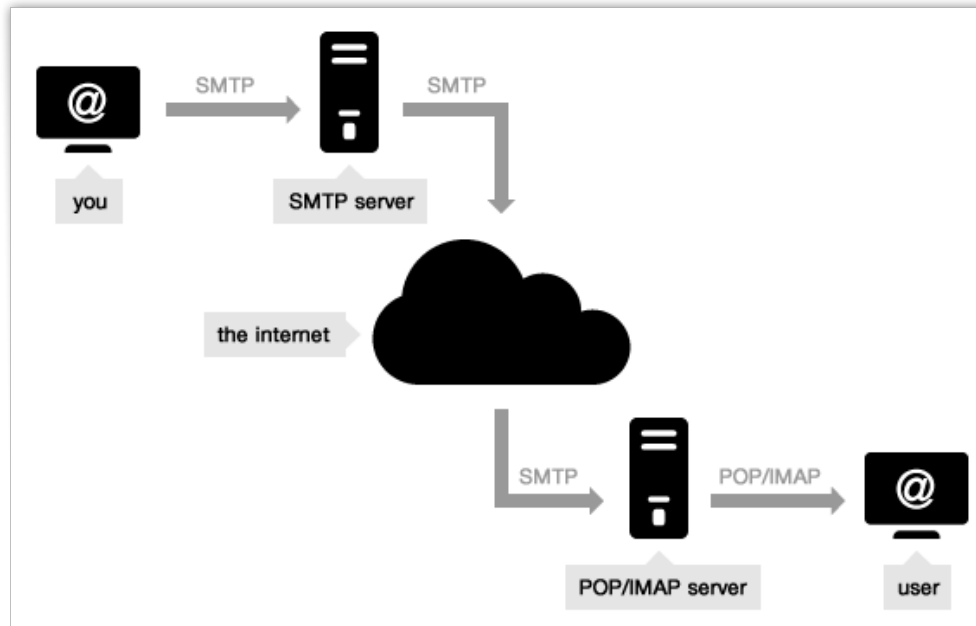 @
SMTP
SMTP
you
SMTP server
the internet
SMTP
POP/IMAP
@
POP/IMAP server
user